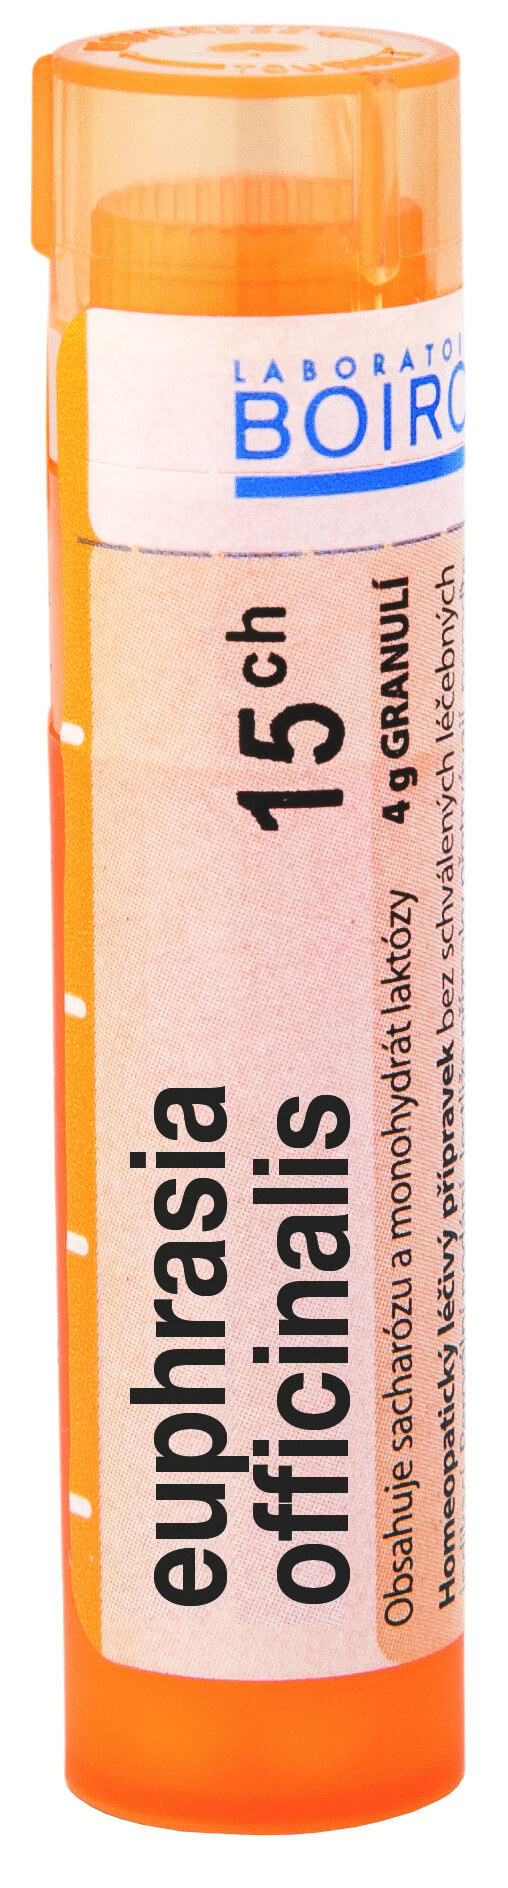 LABORATOI
BOIRO
15 ch
euphrasia
officinalis
4 g GRANULÍ
Obsahuje sacharózu a monohydrát laktózy
Homeopatický léčivý přípravek bez schválených léčebných